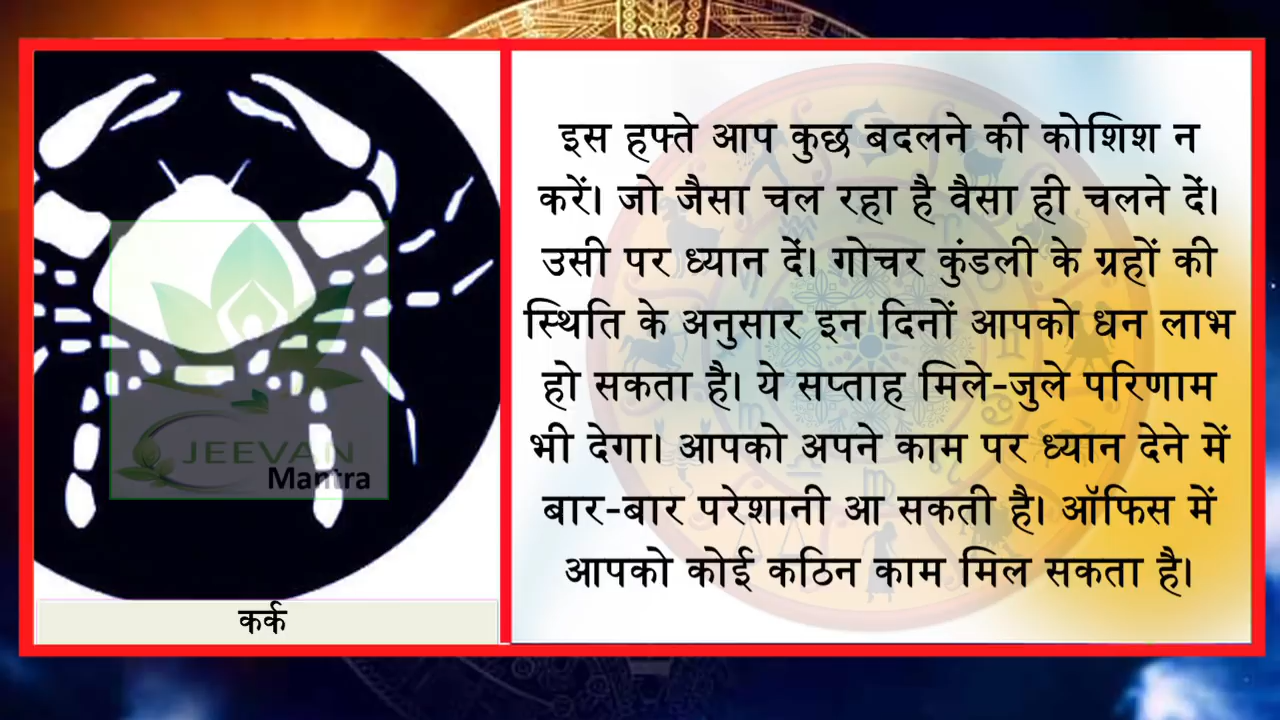 इस हफ्ते आप कुछ बदलने की कोशिश न
करें। जो जैसा चल रहा है वैसा ही चलने दें।
उसी पर ध्यान दें। गोचर कुंडली के ग्रहों की
स्थिति के अनुसार इन दिनों आपको धन लाभ
हो सकता है। ये सप्ताह मिले-जुले परिणाम
भी देगा। आपको अपने काम पर ध्यान देने में
बार-बार परेशानी आ सकती है। ऑफिस में
आपको कोई कठिन काम मिल सकता है।
JEEVAN
Mantra
कर्क